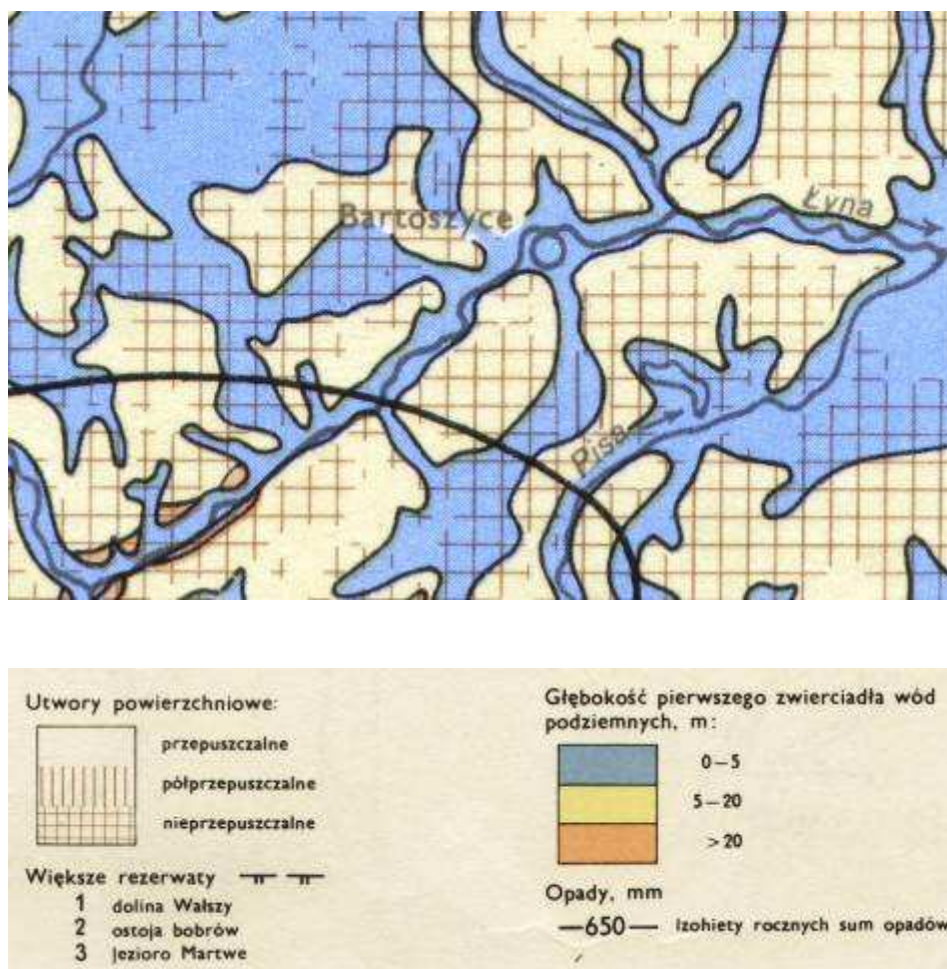 Bartoszyce
Łyna
Pisa
Utwory powierzchniowe:
przepuszczalne
półprzepuszczalne
nieprzepuszczalne
Większe rezerwaty
1 dolina Wałszy
2 ostoja bobrów
3 Jezioro Martwe
Głębokość pierwszego zwierciadła wód
podziemnych, m:
0–5
5–20
>20
Opady, mm
—650— Izohiety rocznych sum opadów